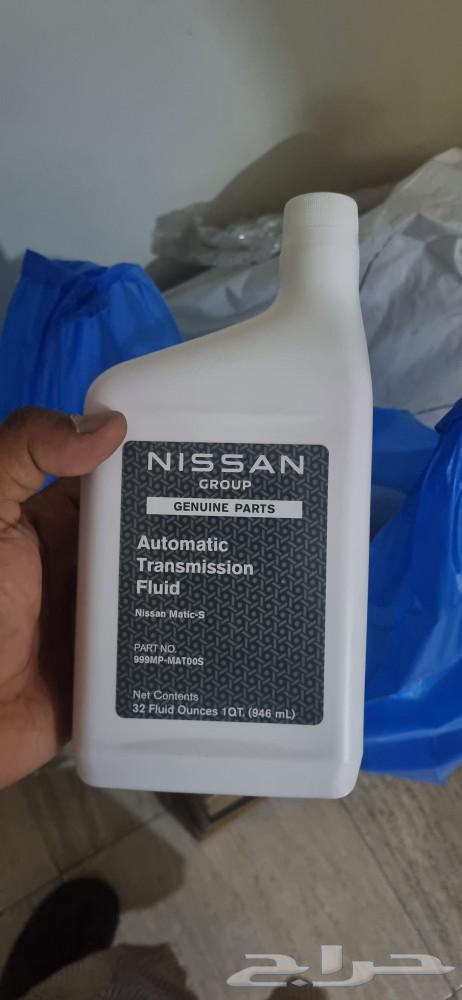 NISSAN
GROUP
GENUINE PARTS
Automatic
Transmission
Fluid
Nissan Matic-S
PART NO.
999MP-MAT00S
Net Contents
32 Fluid Ounces 1QT. (946 mL)
حراج